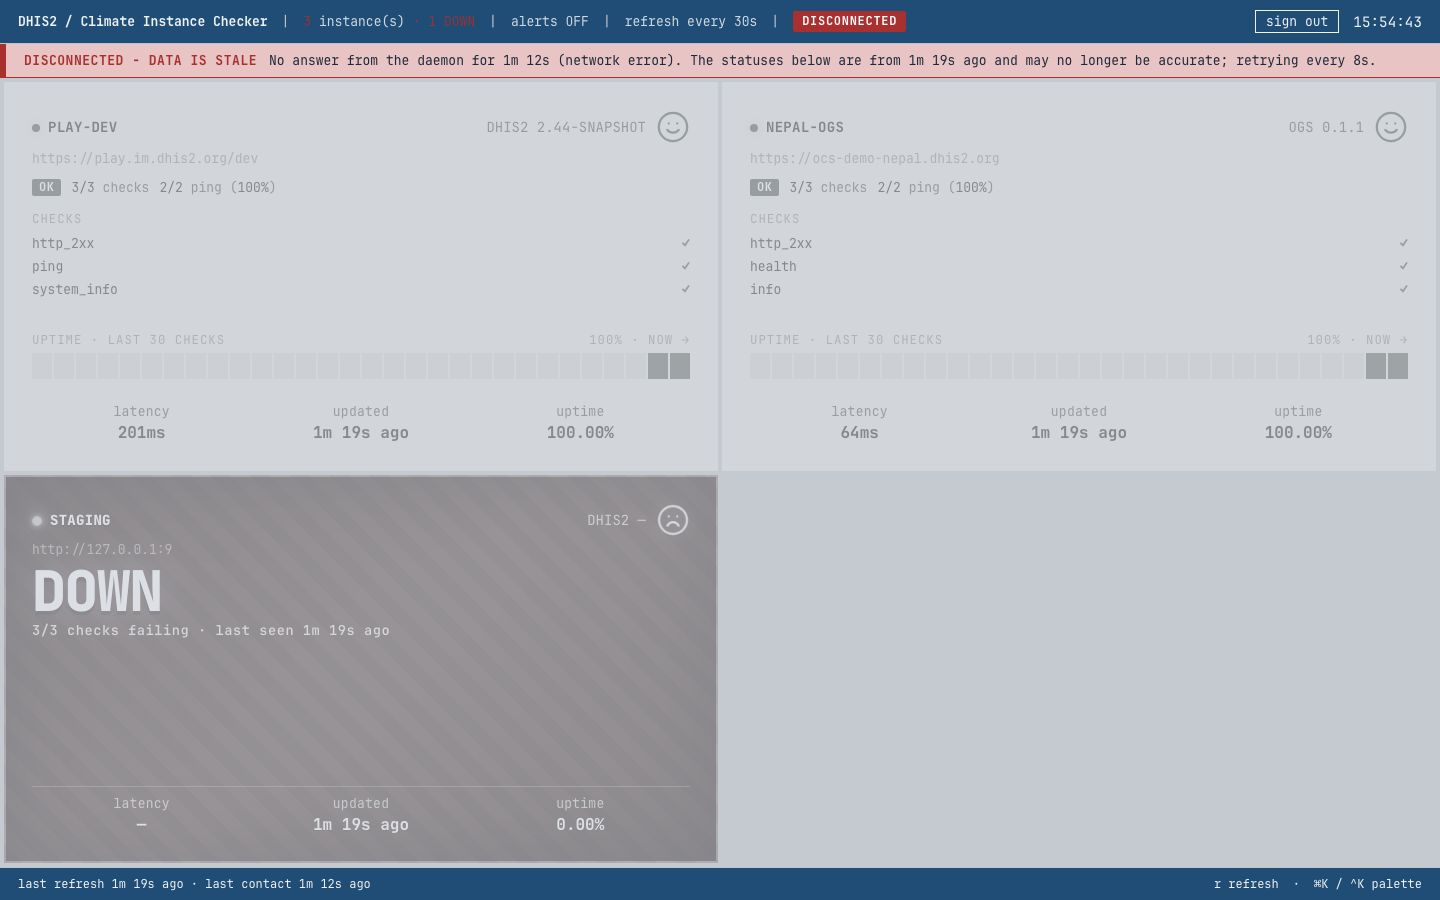 DHIS2 / Climate Instance Checker | 3 instance(s) · 1 DOWN | alerts OFF | refresh every 30s | DISCONNECTED sign out 15:54:43
DISCONNECTED - DATA IS STALE No answer from the daemon for 1m 12s (network error). The statuses below are from 1m 19s ago and may no longer be accurate; retrying every 8s.
PLAY-DEV DHIS2 2.44-SNAPSHOT
https://play.im.dhis2.org/dev
OK 3/3 checks 2/2 ping (100%)
CHECKS
http_2xx ✓
ping ✓
system_info ✓
UPTIME · LAST 30 CHECKS 100% · NOW →
latency updated uptime
201ms 1m 19s ago 100.00%
NEPAL-OGS OGS 0.1.1
https://ocs-demo-nepal.dhis2.org
OK 3/3 checks 2/2 ping (100%)
CHECKS
http_2xx ✓
health ✓
info ✓
UPTIME · LAST 30 CHECKS 100% · NOW →
latency updated uptime
64ms 1m 19s ago 100.00%
STAGING DHIS2 —
http://127.0.0.1:9
DOWN
3/3 checks failing · last seen 1m 19s ago
latency updated uptime
— 1m 19s ago 0.00%
last refresh 1m 19s ago · last contact 1m 12s ago r refresh · ⌘K / ^K palette